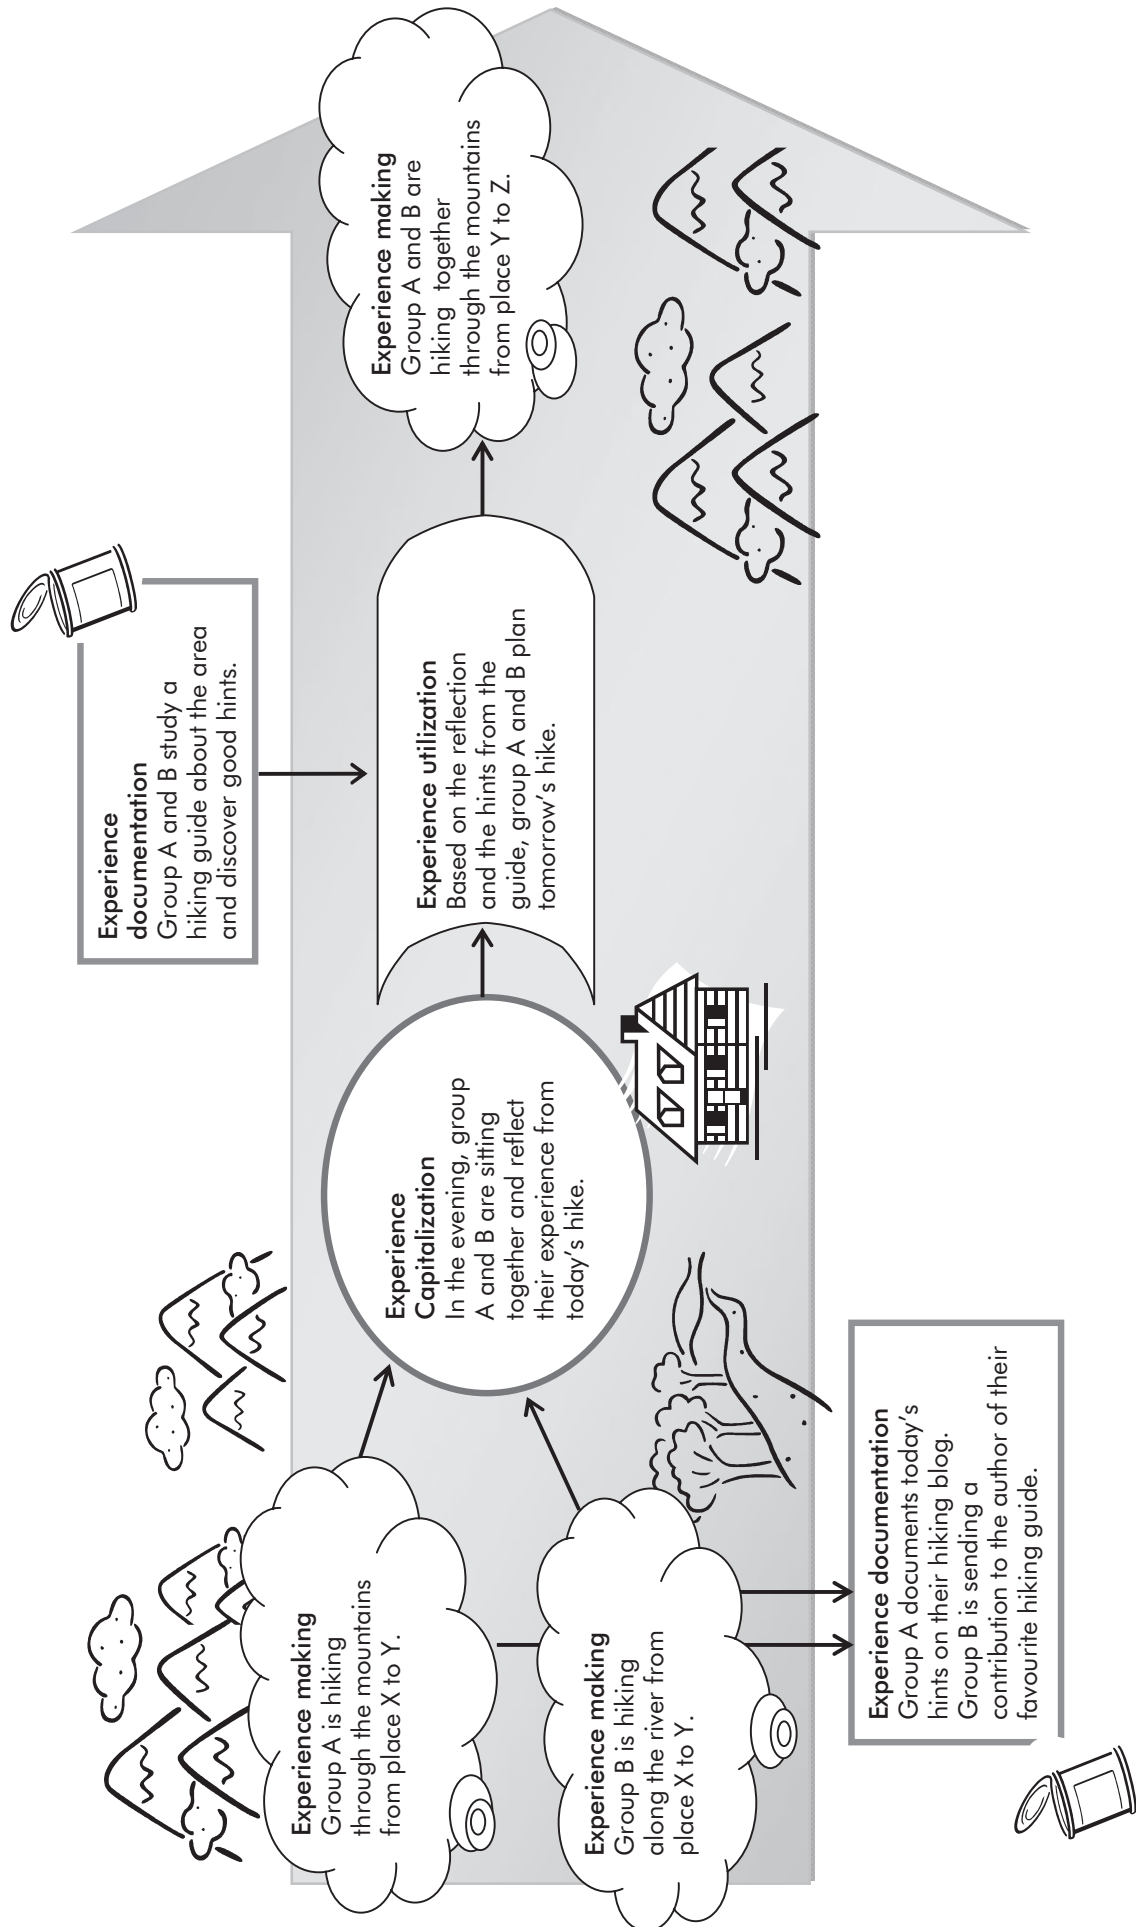 Experience making
Group A is hiking
through the mountains
from place X to Y.
Experience making
Group B is hiking
along the river from
place X to Y.
Experience documentation
Group A documents today's
hints on their hiking blog.
Group B is sending a
contribution to the author of their
favourite hiking guide.
Experience
Capitalization
In the evening, group
A and B are sitting
together and reflect
their experience from
today's hike.
Experience
documentation
Group A and B study a
hiking guide about the area
and discover good hints.
Experience utilization
Based on the reflection
and the hints from the
guide, group A and B plan
tomorrow's hike.
Experience making
Group A and B are
hiking together
through the mountains
from place Y to Z.